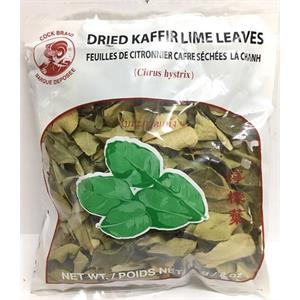 COCK BRAND
MARQUE DEPOSEE
DRIED KAFFIR LIME LEAVES
FEUILLES DE CITRONNIER CAFRE SÉCHÉES LÁ CHANH
(Citrus hystrix)
NET WT. / POIDS NET.
oz